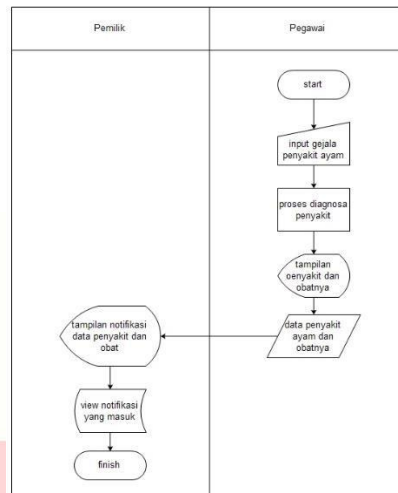 Pemilik
Pegawai
start
input gejala
penyakit ayam
proses diagnosa
penyakit
tampilan
oenyakit dan
obatnya
data penyakit
ayam dan
obatnya
tampilan notifikasi
data penyakit dan
obat
view notifikasi
yang masuk
finish